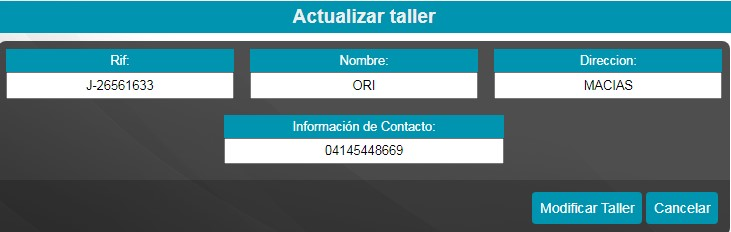 Actualizar taller
Rif: Nombre: Direccion:
J-26561633 ORI MACIAS
Información de Contacto:
04145448669
Modificar Taller Cancelar